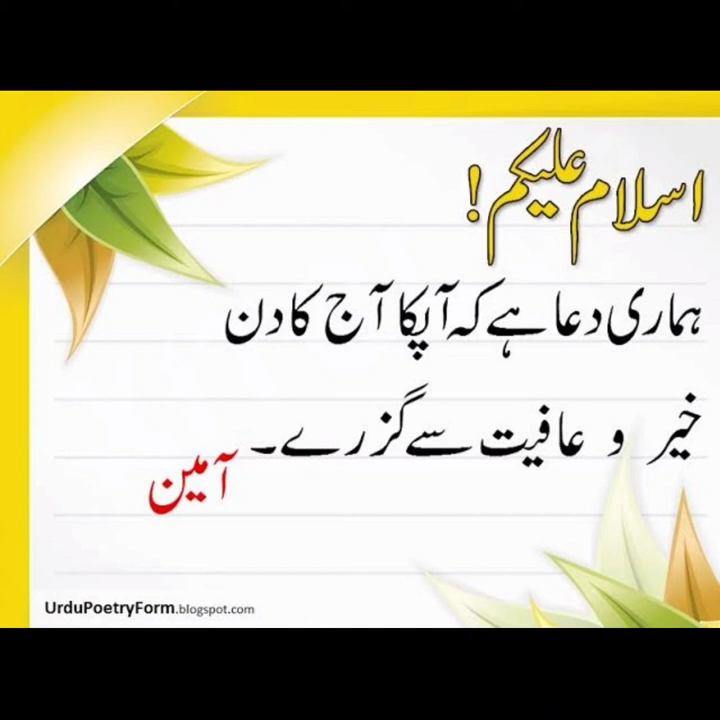 اسلام علیکم!
ہماری دعا ہے کہ آپکا آج کا دن
خیر و عافیت سے گزرے۔
آمین
UrduPoetryForm.blogspot.com